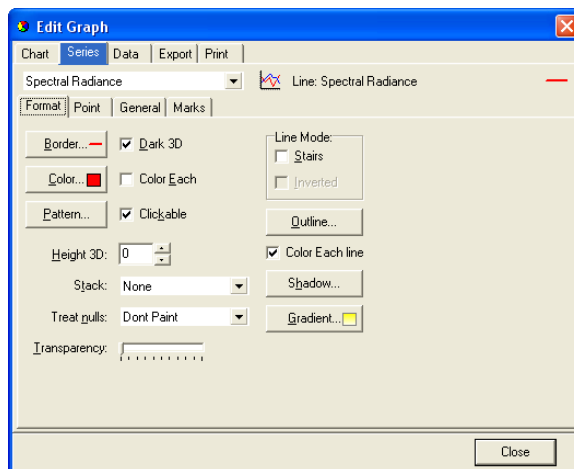 Edit Graph
Chart Series Data Export Print
Spectral Radiance Line: Spectral Radiance
Format Point General Marks
Border... Dark 3D Line Mode:
Stairs
Color... Color Each Inverted
Pattern... Clickable Outline...
Height 3D: 0 Color Each line
Stack: None Shadow...
Treat nulls: Dont Paint Gradient...
Transparency:
Close